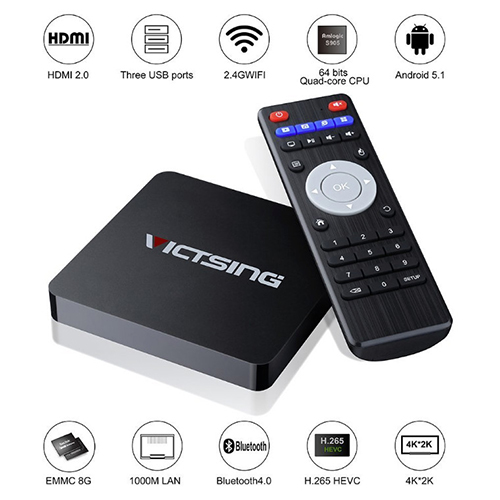 HDMI
Amlogic
S905
HDMI 2.0
Three USB ports
2.4GWIFI
64 bits
Quad-core CPU
Android 5.1
VICTSING
OK
1 2 3
4 5 6
7 8 9
0 SETUP
Bluetooth
H.265
HEVC
4K*2K
EMMC 8G
1000M LAN
Bluetooth4.0
H.265 HEVC
4K*2K